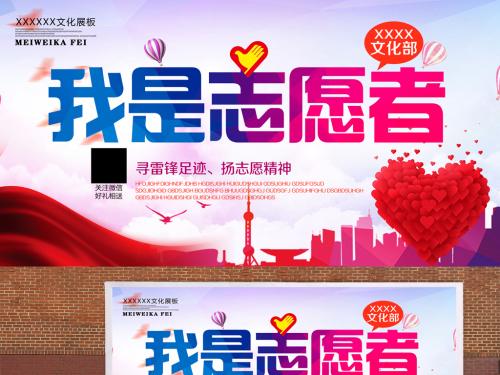 XXXXXX文化展板
MEIWEIKA FEI
XXXX
文化部
我是志愿者
寻雷锋足迹、扬志愿精神
关注微信
好礼相送
XXXXXX文化展板
MEIWEIKA FEI
XXXX
文化部
我是志愿者